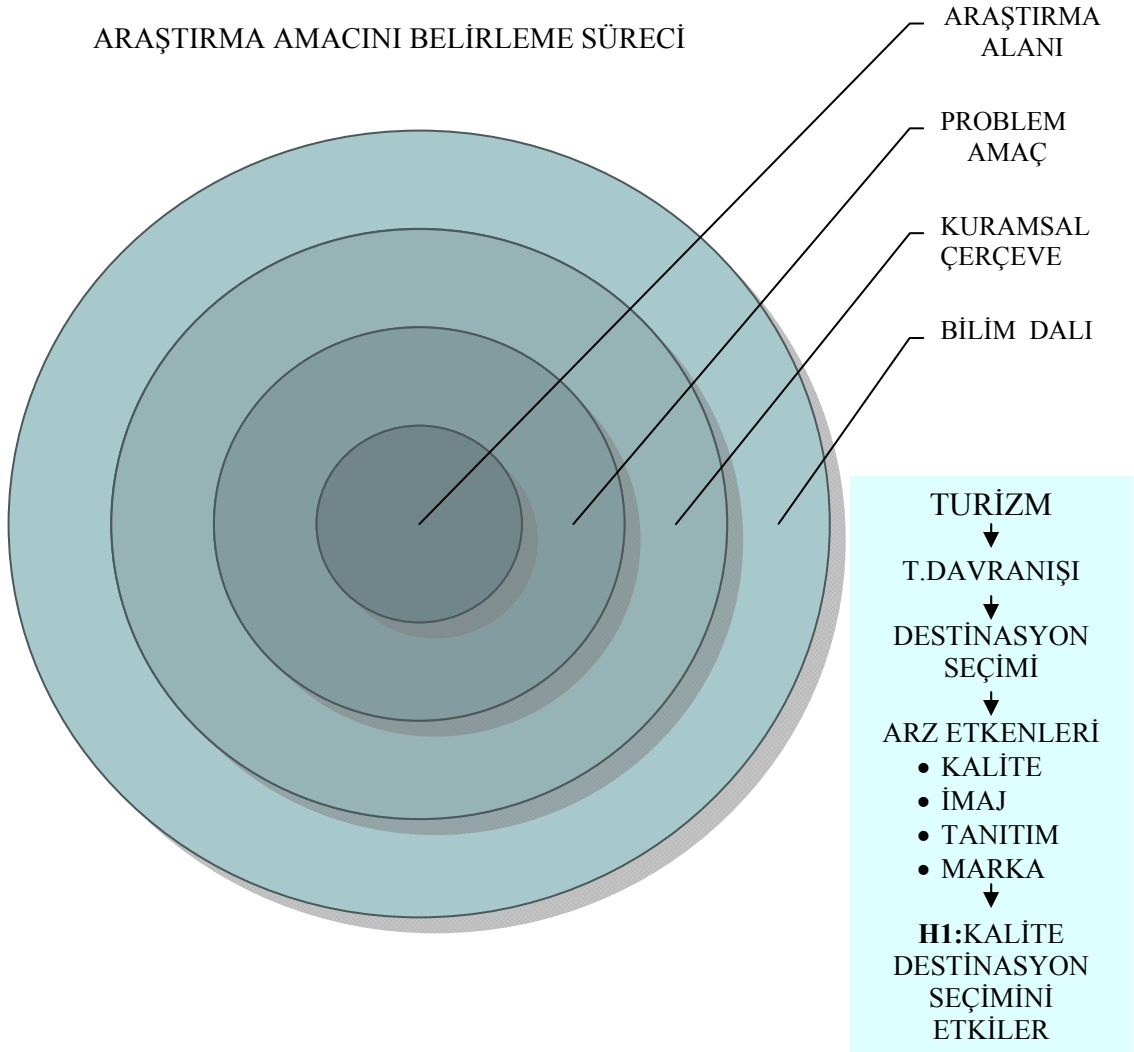 ARAŞTIRMA AMACINI BELİRLEME SÜRECİ
ARAŞTIRMA
ALANI
PROBLEM
AMAÇ
KURAMSAL
ÇERÇEVE
BİLİM DALI
TURİZM
T.DAVRANIŞI
DESTİNASYON
SEÇİMİ
ARZ ETKENLERİ
• KALİTE
• İMAJ
• TANITIM
• MARKA
H1:KALİTE
DESTİNASYON
SEÇİMİNİ
ETKİLER